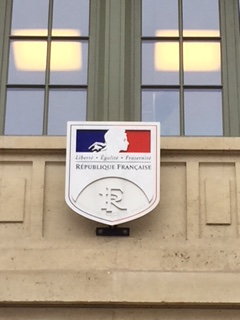 Liberté • Égalité • Fraternité
RÉPUBLIQUE FRANÇAISE
RF